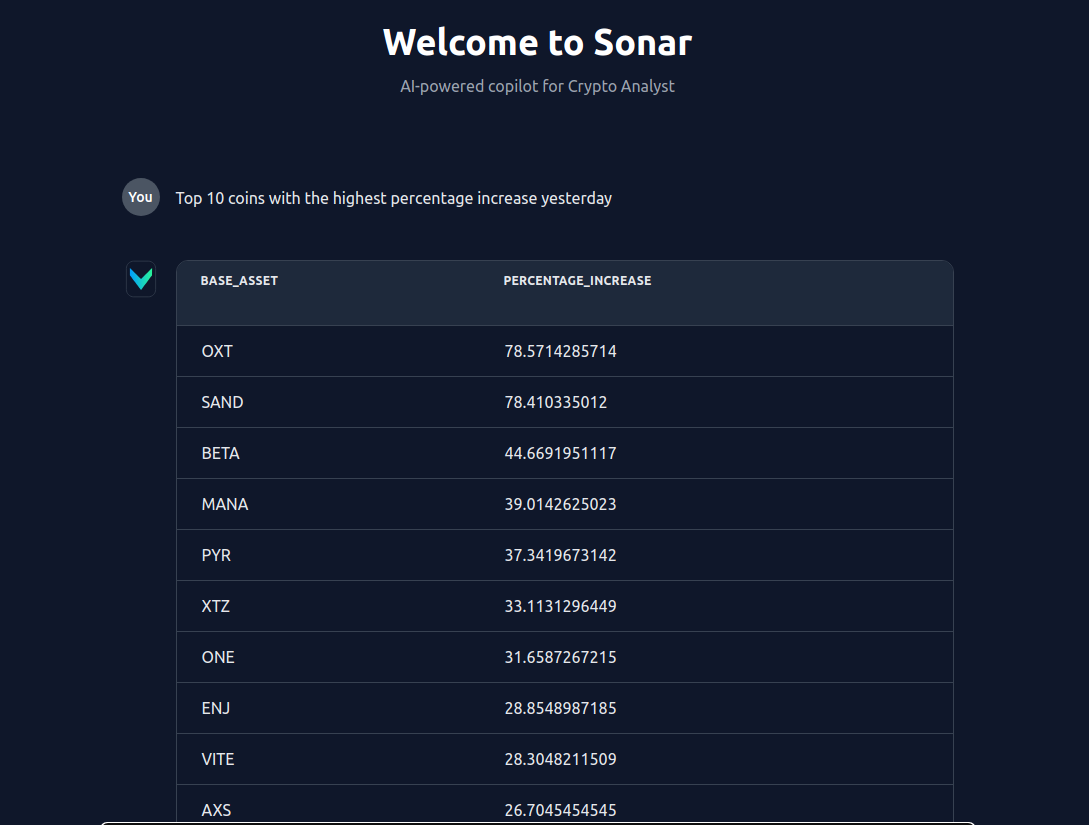 Welcome to Sonar
AI-powered copilot for Crypto Analyst
You Top 10 coins with the highest percentage increase yesterday
BASE_ASSET PERCENTAGE_INCREASE
OXT 78.5714285714
SAND 78.410335012
BETA 44.6691951117
MANA 39.0142625023
PYR 37.3419673142
XTZ 33.1131296449
ONE 31.6587267215
ENJ 28.8548987185
VITE 28.3048211509
AXS 26.7045454545